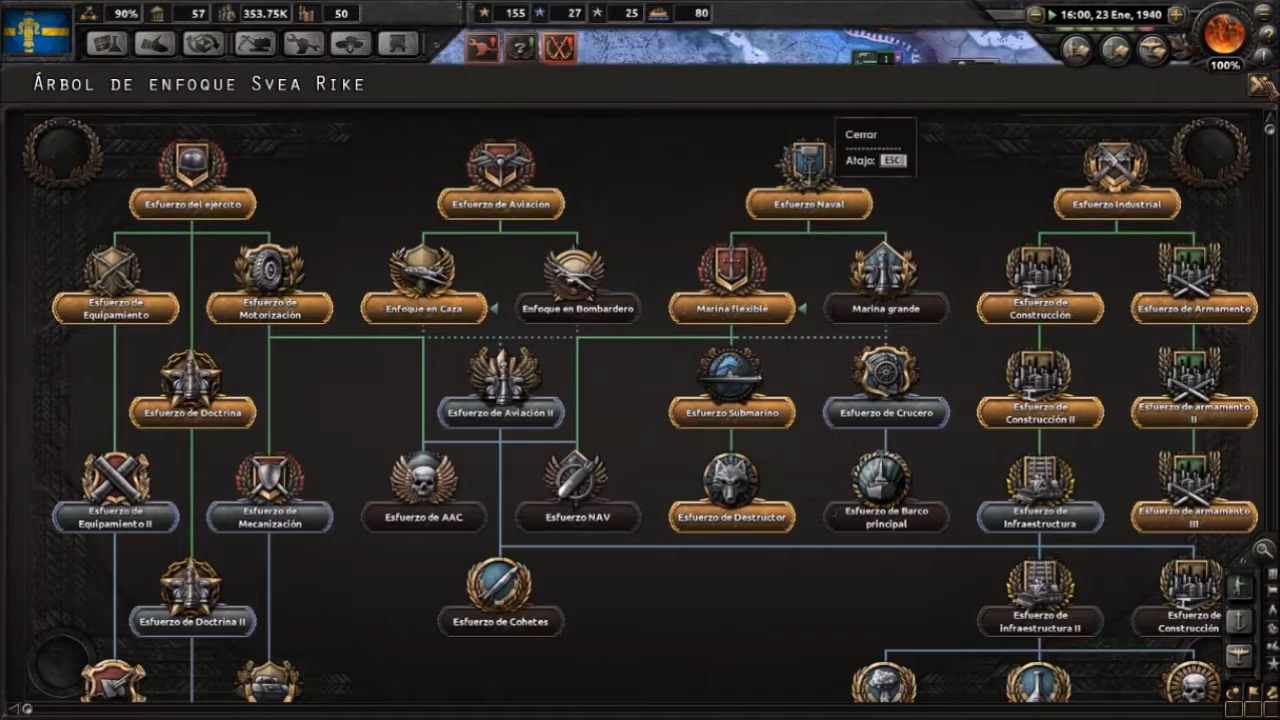 90% 57 353.75K 50 155 27 25 80 16:00, 23 Ene, 1940
100%
Árbol de enfoque Svea Rike
Cerrar
Atajo: ESC
Esfuerzo del ejército
Esfuerzo de Aviación
Esfuerzo Naval
Esfuerzo Industrial
Esfuerzo de
Equipamiento
Esfuerzo de
Motorización
Enfoque en Caza
Enfoque en Bombardero
Marina flexible
Marina grande
Esfuerzo de
Construcción
Esfuerzo de Armamento
Esfuerzo de Doctrina
Esfuerzo de Aviación II
Esfuerzo Submarino
Esfuerzo de Crucero
Esfuerzo de
Construcción II
Esfuerzo de armamento
II
Esfuerzo de
Equipamiento II
Esfuerzo de
Mecanización
Esfuerzo de AAC
Esfuerzo NAV
Esfuerzo de Destructor
Esfuerzo de Barco
principal
Esfuerzo de
Infraestructura
Esfuerzo de armamento
III
Esfuerzo de Doctrina II
Esfuerzo de Cohetes
Esfuerzo de
infraestructura II
Esfuerzo de
Construcción
1